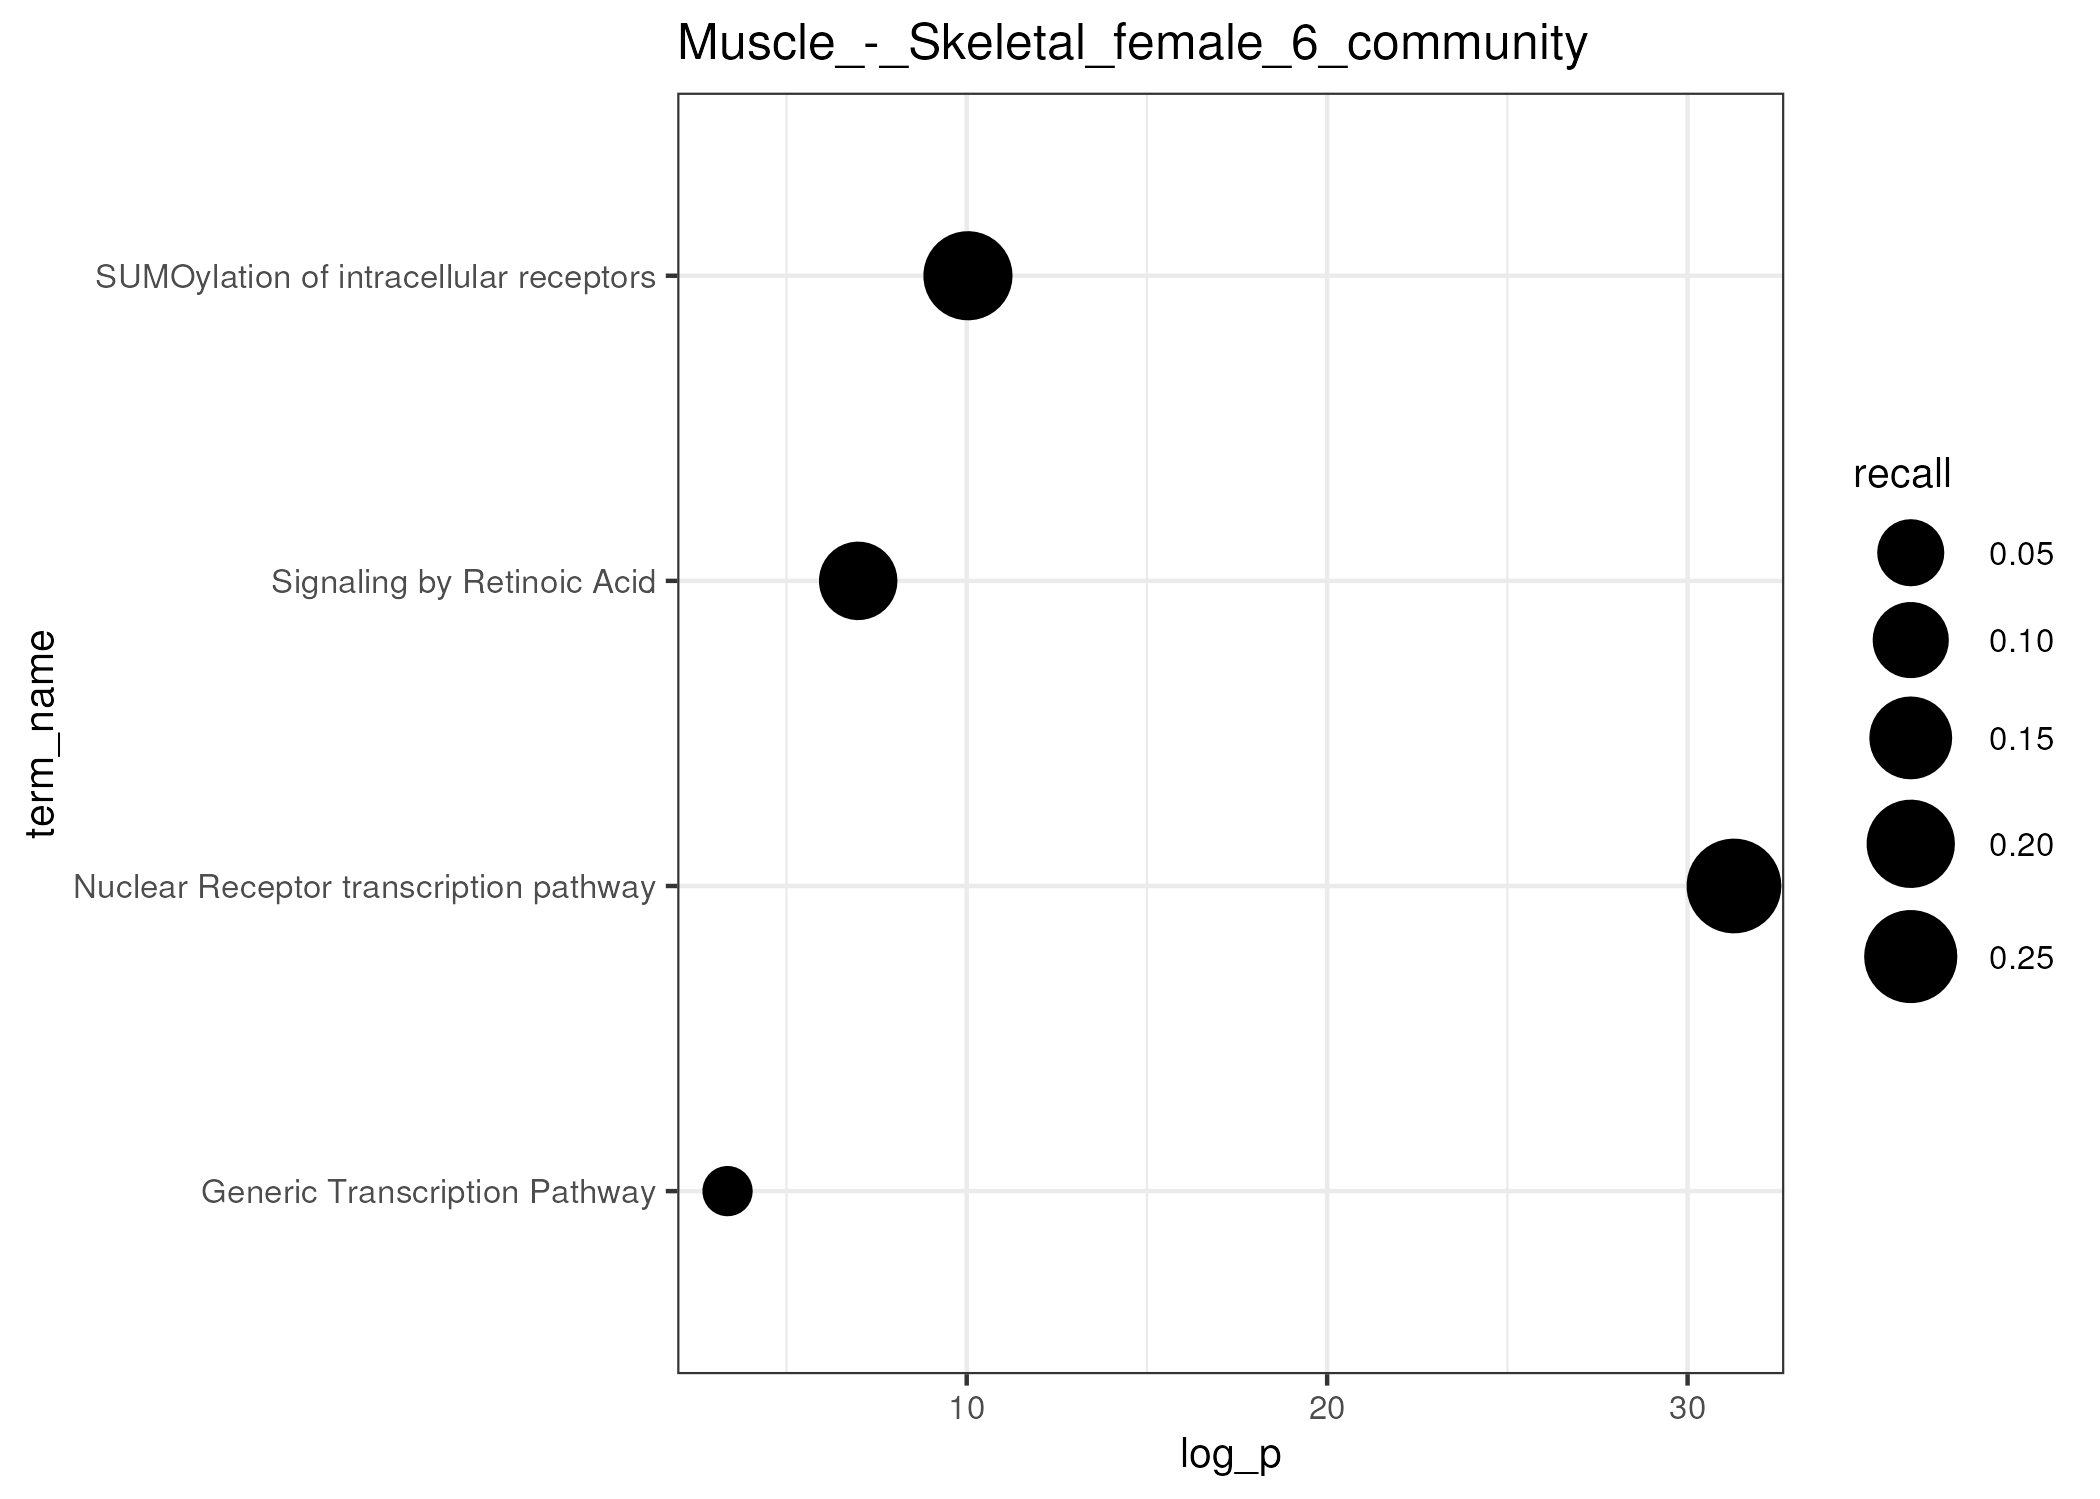 Muscle_-_Skeletal_female_6_community
SUMOylation of intracellular receptors
Signaling by Retinoic Acid
Nuclear Receptor transcription pathway
Generic Transcription Pathway
term_name
10
20
30
log_p
recall
0.05
0.10
0.15
0.20
0.25